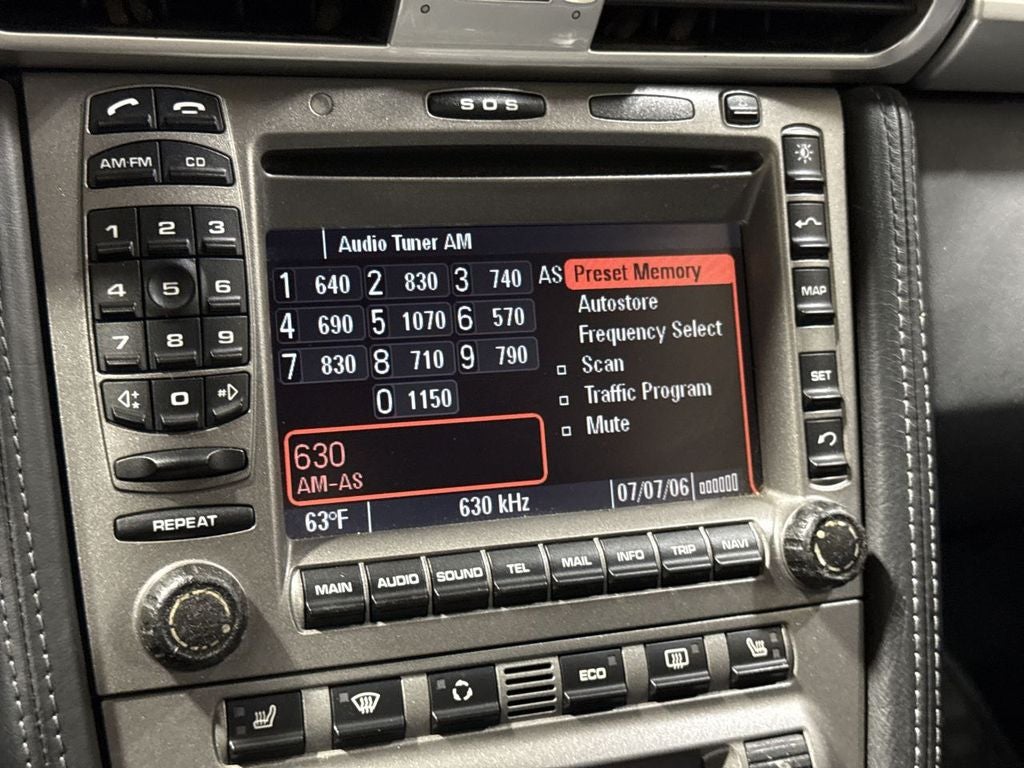 SOS
AM·FM CD
1 2 3
4 5 6
7 8 9
* 0 #
REPEAT
Audio Tuner AM
1 640 2 830 3 740
4 690 5 1070 6 570
7 830 8 710 9 790
0 1150
AS Preset Memory
Autostore
Frequency Select
Scan
Traffic Program
Mute
630
AM-AS
63°F 630 kHz 07/07/06
MAP
SET
MAIN AUDIO SOUND TEL MAIL INFO TRIP NAVI
ECO